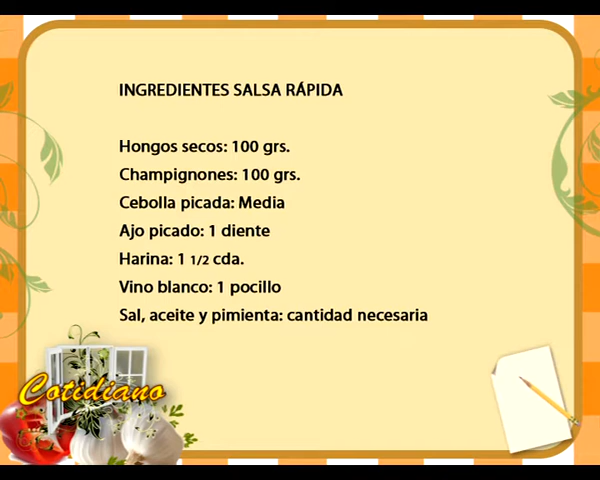 INGREDIENTES SALSA RÁPIDA
Hongos secos: 100 grs.
Champignones: 100 grs.
Cebolla picada: Media
Ajo picado: 1 diente
Harina: 1 1/2 cda.
Vino blanco: 1 pocillo
Sal, aceite y pimienta: cantidad necesaria
Cotidiano